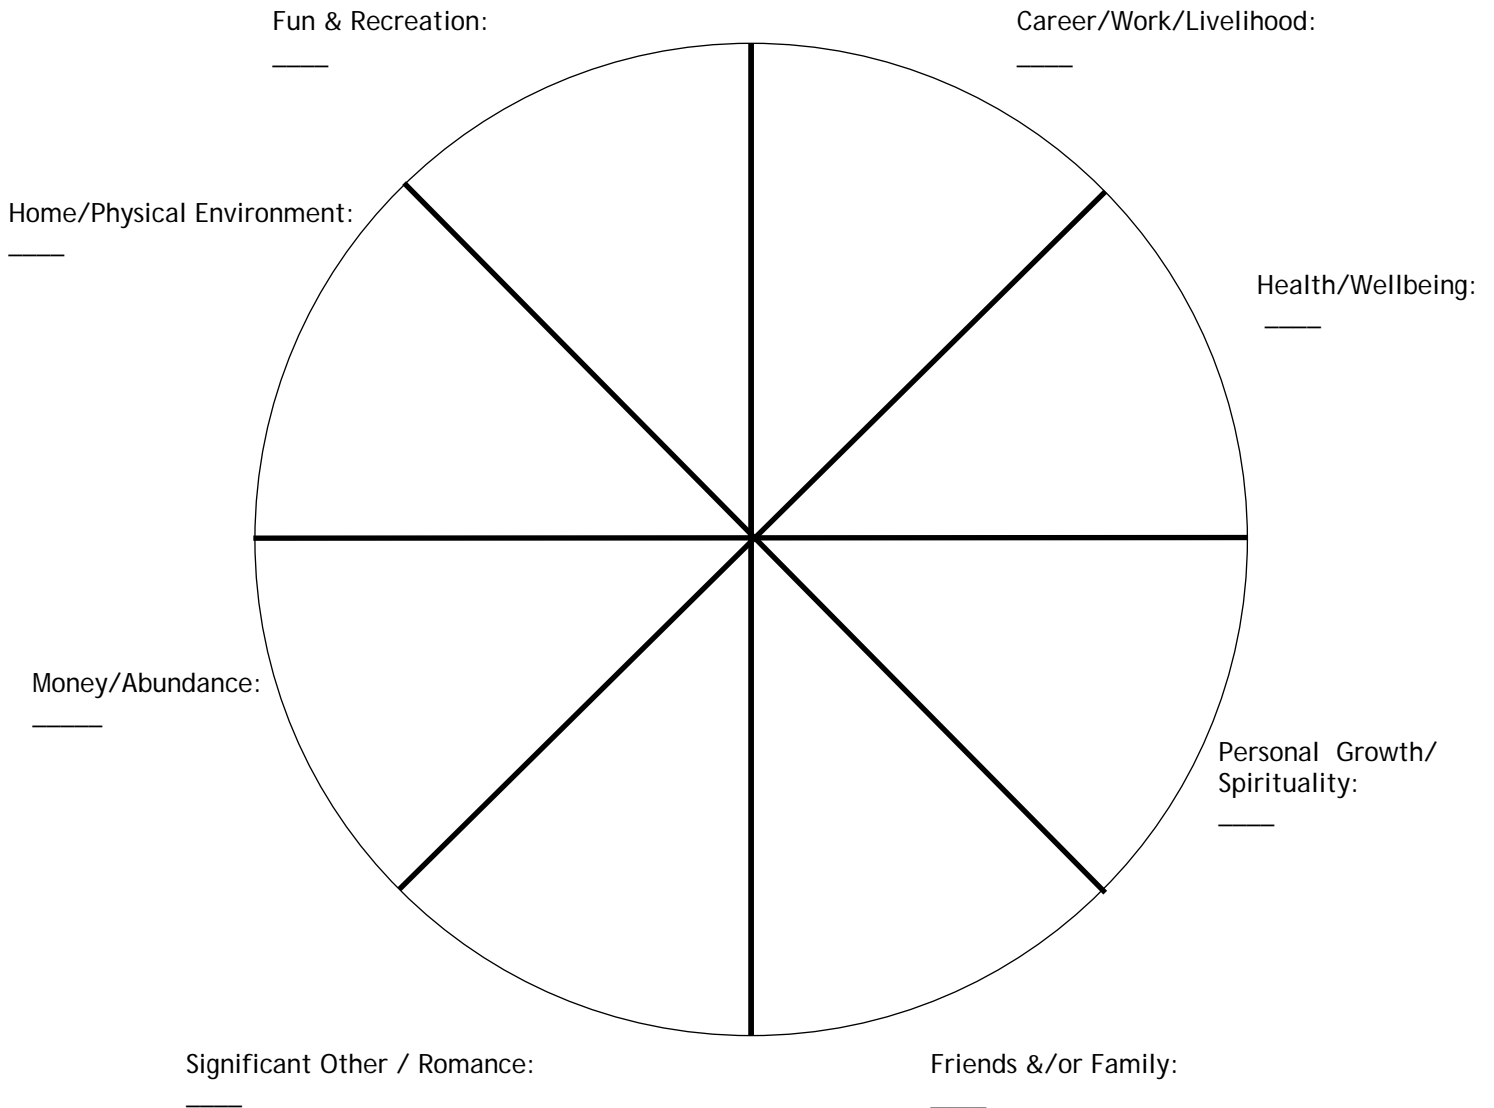 Fun & Recreation:
____
Career/Work/Livelihood:
____
Home/Physical Environment:
____
Health/Wellbeing:
____
Money/Abundance:
_____
Personal  Growth/
Spirituality:
____
Significant Other / Romance:
____
Friends &/or Family:
____